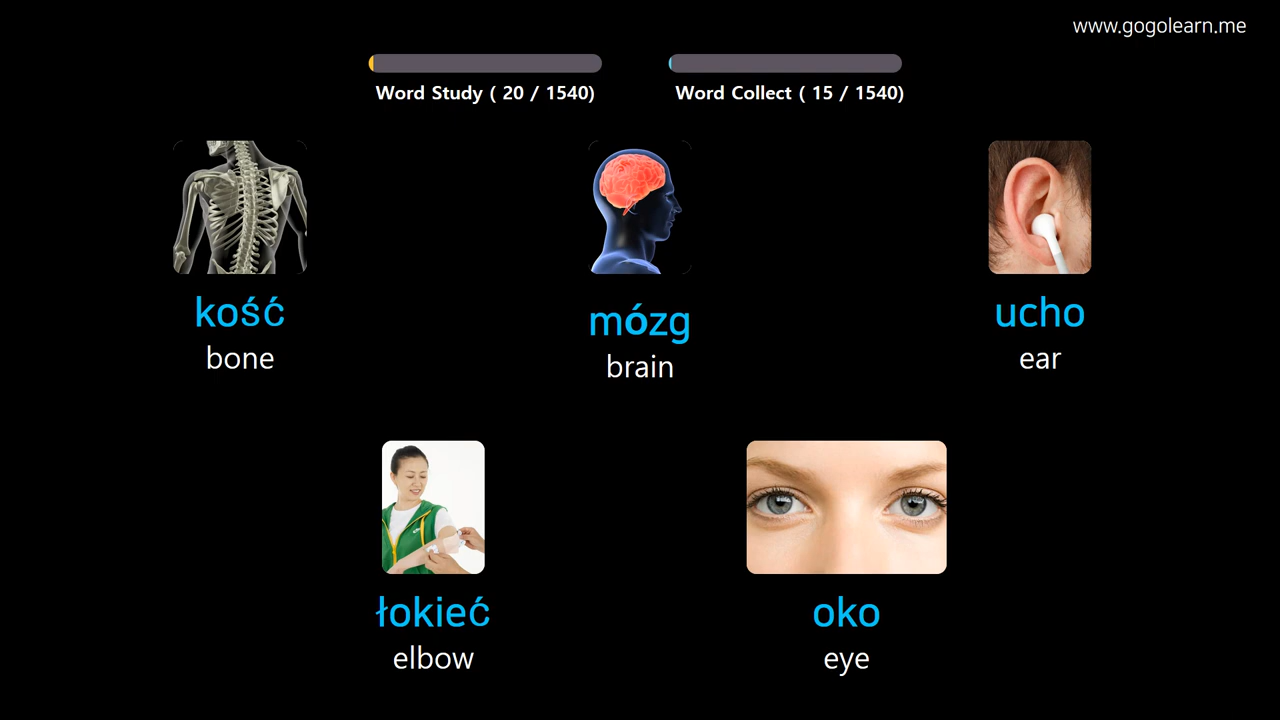 www.gogolearn.me
Word Study ( 20 / 1540)
Word Collect ( 15 / 1540)
kość
bone
mózg
brain
ucho
ear
łokieć
elbow
oko
eye